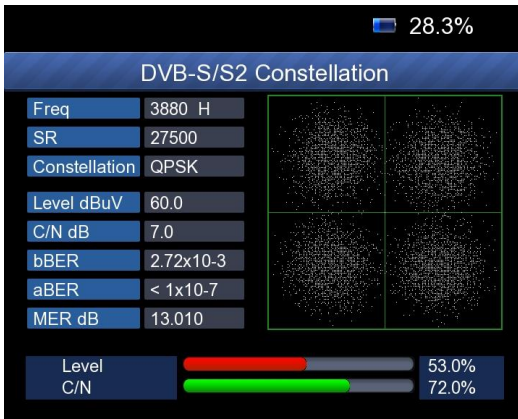 28.3%
DVB-S/S2 Constellation
Freq 3880 H
SR 27500
Constellation QPSK
Level dBuV 60.0
C/N dB 7.0
bBER 2.72x10-3
aBER < 1x10-7
MER dB 13.010
Level 53.0%
C/N 72.0%